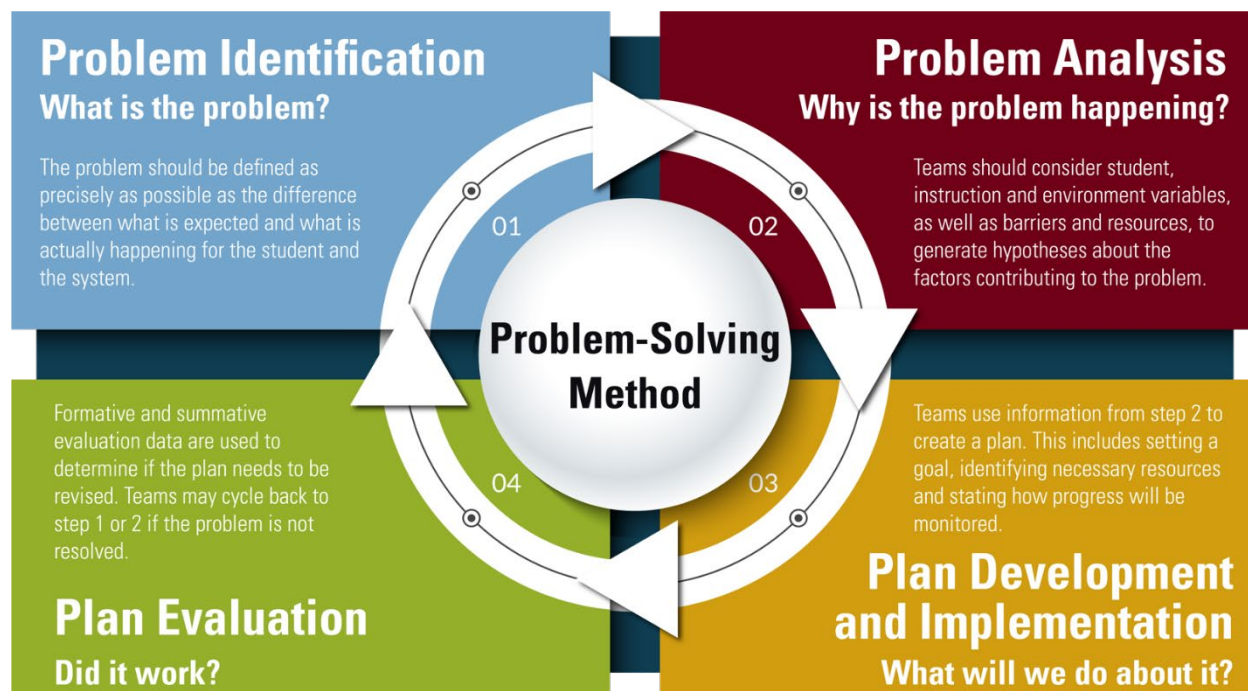 Problem Identification
What is the problem?
The problem should be defined as
precisely as possible as the difference
between what is expected and what is
actually happening for the student and
the system.
01
Problem Analysis
Why is the problem happening?
Teams should consider student,
instruction and environment variables,
as well as barriers and resources, to
generate hypotheses about the
factors contributing to the problem.
02
Problem-Solving
Method
Formative and summative
evaluation data are used to
determine if the plan needs to be
revised. Teams may cycle back to
step 1 or 2 if the problem is not
resolved.
04
Plan Evaluation
Did it work?
Teams use information from step 2 to
create a plan. This includes setting a
goal, identifying necessary resources
and stating how progress will be
monitored.
03
Plan Development
and Implementation
What will we do about it?